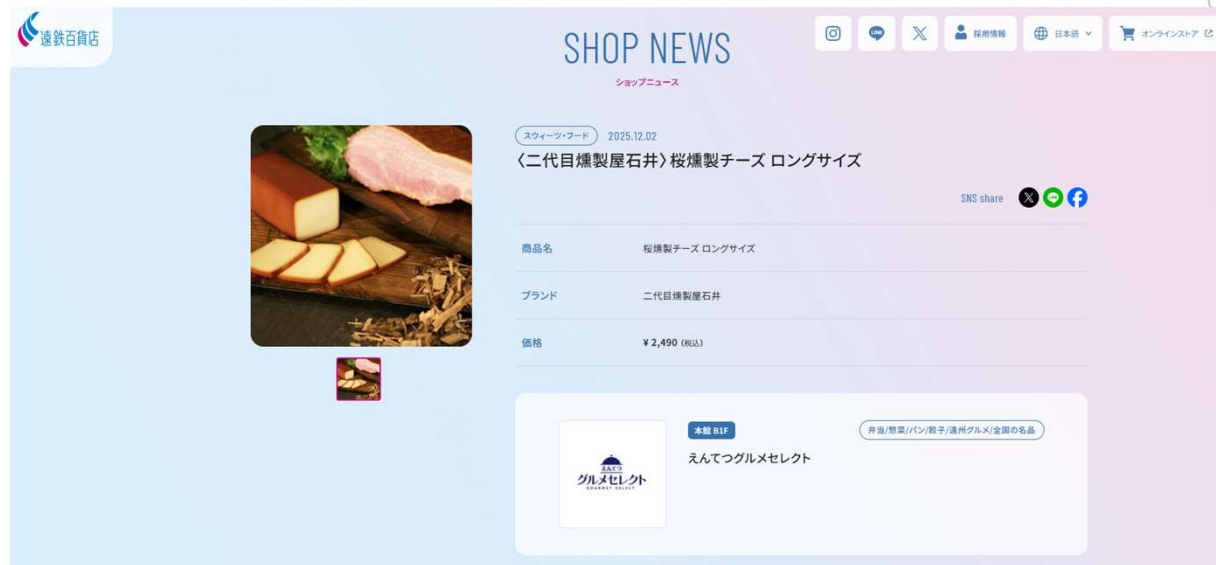 遠鉄百貨店
SHOP NEWS
ショップニュース
LINE
採用情報
日本語
オンラインストア
スウィーツ・フード 2025.12.02
〈二代目燻製屋石井〉桜燻製チーズ ロングサイズ
SNS share
商品名 桜燻製チーズ ロングサイズ
ブランド 二代目燻製屋石井
価格 ¥ 2,490 (税込)
本館 B1F 弁当/惣菜/パン/餃子/遠州グルメ/全国の名品
えんてつグルメセレクト
えんてつ
グルメセレクト
GOURMET SELECT